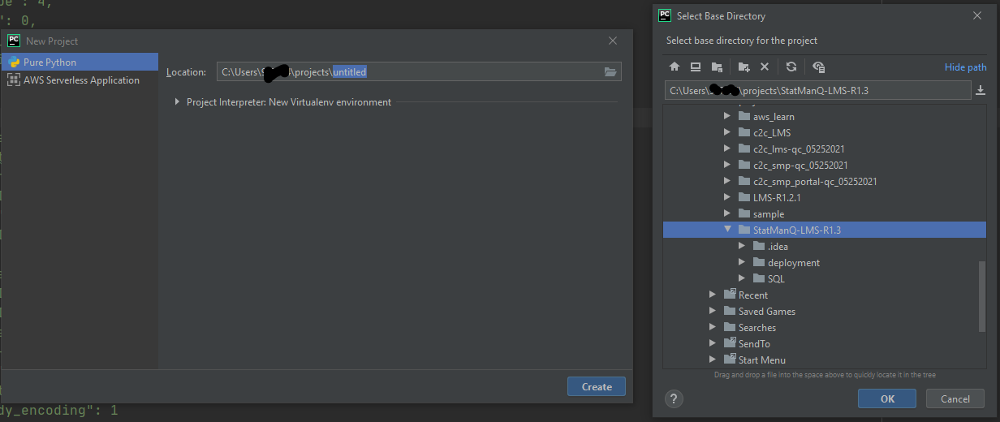 ": 0,
PC New Project
Pure Python
AWS Serverless Application
Location: C:\Users\ \projects\untitled
Project Interpreter: New Virtualenv environment
Create
dy_encoding": 1
PC Select Base Directory
Select base directory for the project
Hide path
C:\Users\ \projects\StatManQ-LMS-R1.3
aws_learn
c2c_LMS
c2c_lms-qc_05252021
c2c_smp-qc_05252021
c2c_smp_portal-qc_05252021
LMS-R1.2.1
sample
StatManQ-LMS-R1.3
.idea
deployment
SQL
Recent
Saved Games
Searches
SendTo
Start Menu
Drag and drop a file into the space above to quickly locate it in the tree
?
OK
Cancel